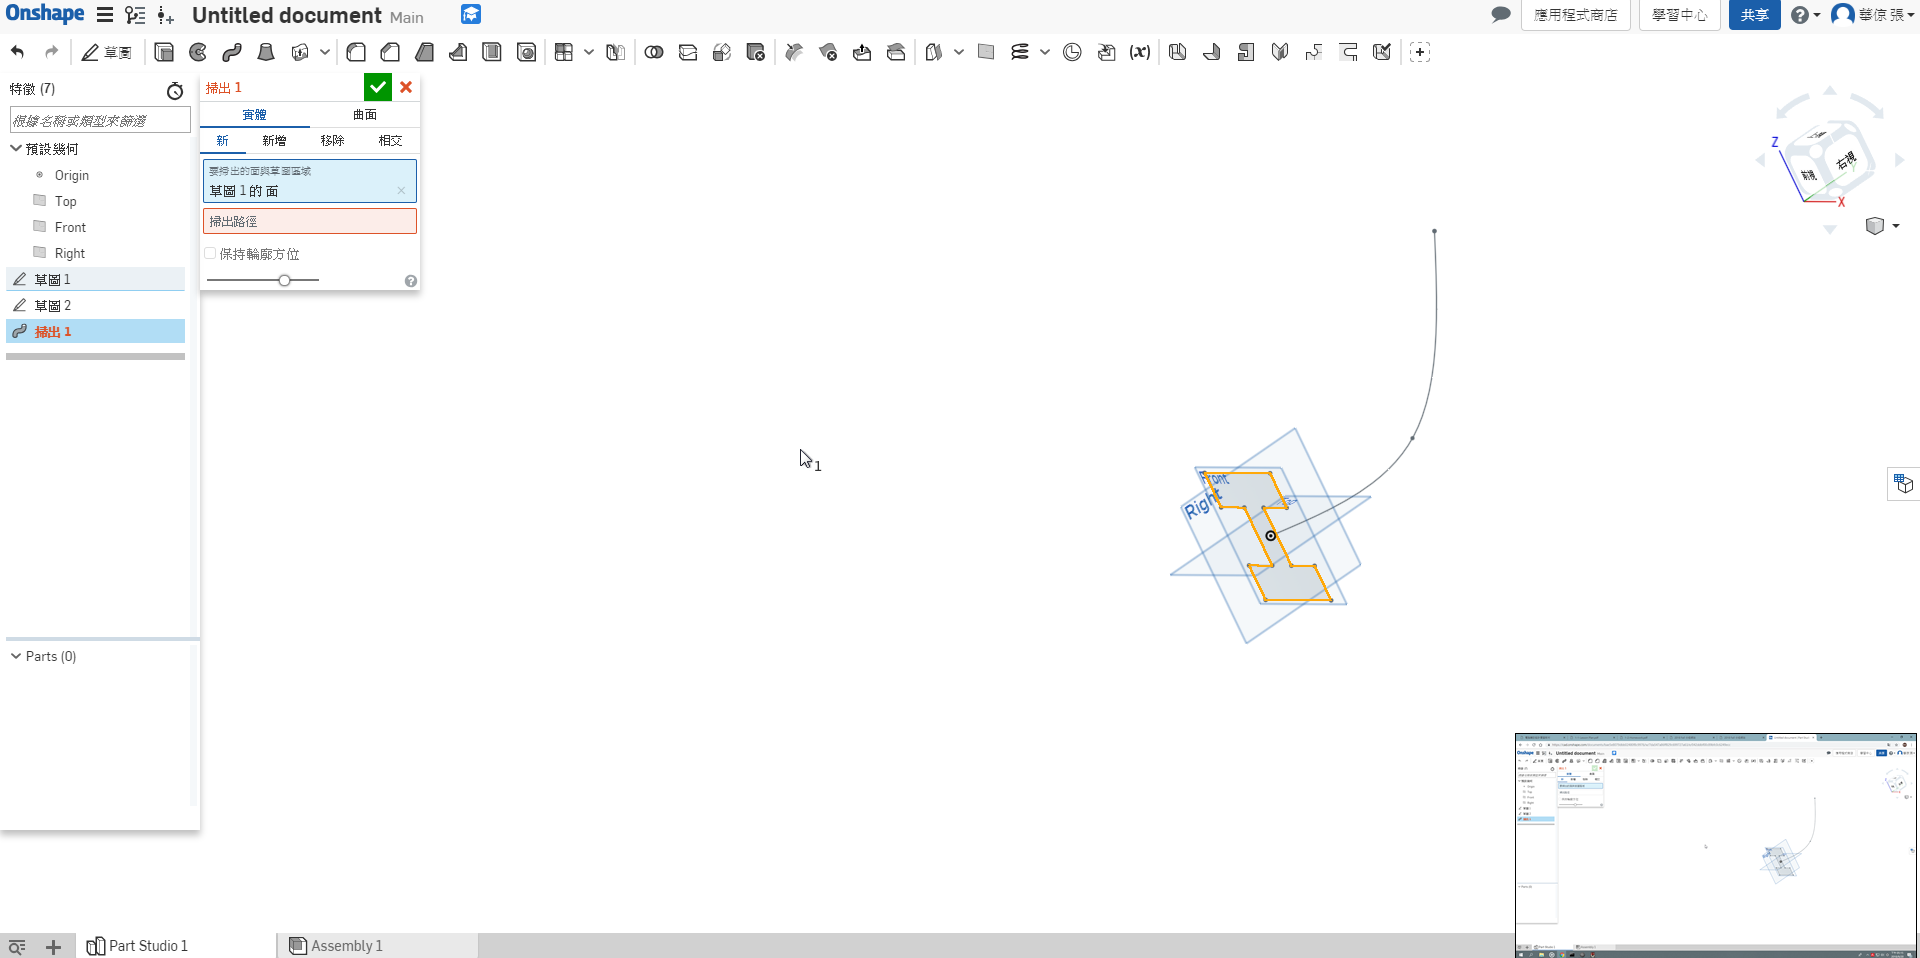 Onshape Untitled document Main 應用程式商店 學習中心 共享 華倞 張
草圖 (x)
特徵 (7)
根據名稱或類型來篩選
預設幾何
Origin
Top
Front
Right
草圖 1
草圖 2
掃出 1
Parts (0)
掃出 1
實體 曲面
新 新增 移除 相交
要掃出的面與草圖區域
草圖 1 的 面
掃出路徑
保持輪廓方位
1
Front
Right
Z
右視
前視
X
Part Studio 1 Assembly 1